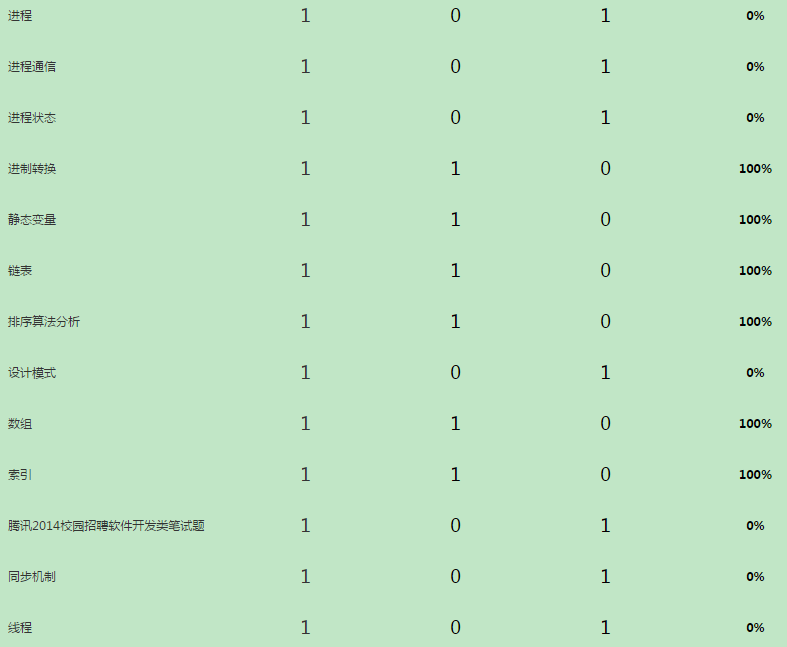 进程 1 0 1 0%
进程通信 1 0 1 0%
进程状态 1 0 1 0%
进制转换 1 1 0 100%
静态变量 1 1 0 100%
链表 1 1 0 100%
排序算法分析 1 1 0 100%
设计模式 1 0 1 0%
数组 1 1 0 100%
索引 1 1 0 100%
腾讯2014校园招聘软件开发类笔试题 1 0 1 0%
同步机制 1 0 1 0%
线程 1 0 1 0%